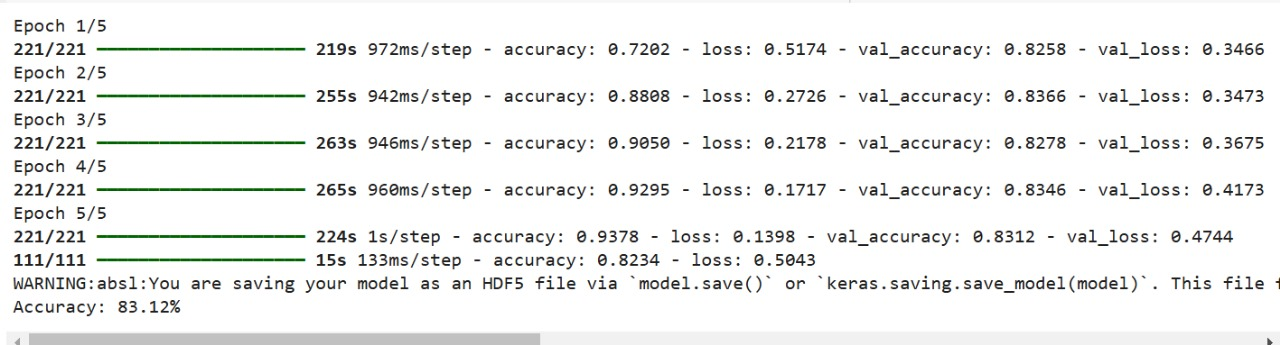 Epoch 1/5
221/221 ━━━━━━━━━━━━━━━━━━━━ 219s 972ms/step - accuracy: 0.7202 - loss: 0.5174 - val_accuracy: 0.8258 - val_loss: 0.3466
Epoch 2/5
221/221 ━━━━━━━━━━━━━━━━━━━━ 255s 942ms/step - accuracy: 0.8808 - loss: 0.2726 - val_accuracy: 0.8366 - val_loss: 0.3473
Epoch 3/5
221/221 ━━━━━━━━━━━━━━━━━━━━ 263s 946ms/step - accuracy: 0.9050 - loss: 0.2178 - val_accuracy: 0.8278 - val_loss: 0.3675
Epoch 4/5
221/221 ━━━━━━━━━━━━━━━━━━━━ 265s 960ms/step - accuracy: 0.9295 - loss: 0.1717 - val_accuracy: 0.8346 - val_loss: 0.4173
Epoch 5/5
221/221 ━━━━━━━━━━━━━━━━━━━━ 224s 1s/step - accuracy: 0.9378 - loss: 0.1398 - val_accuracy: 0.8312 - val_loss: 0.4744
111/111 ━━━━━━━━━━━━━━━━━━━━ 15s 133ms/step - accuracy: 0.8234 - loss: 0.5043
WARNING:absl:You are saving your model as an HDF5 file via `model.save()` or `keras.saving.save_model(model)`. This file
Accuracy: 83.12%